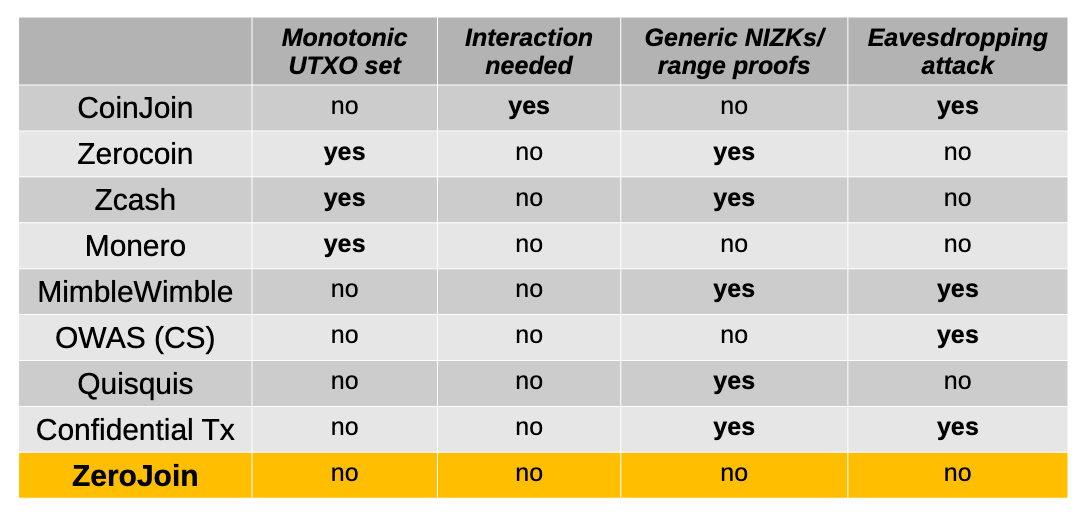 Monotonic UTXO set Interaction needed Generic NIZKs/ range proofs Eavesdropping attack
CoinJoin no yes no yes
Zerocoin yes no yes no
Zcash yes no yes no
Monero yes no no no
MimbleWimble no no yes yes
OWAS (CS) no no no yes
Quisquis no no yes no
Confidential Tx no no yes yes
ZeroJoin no no no no